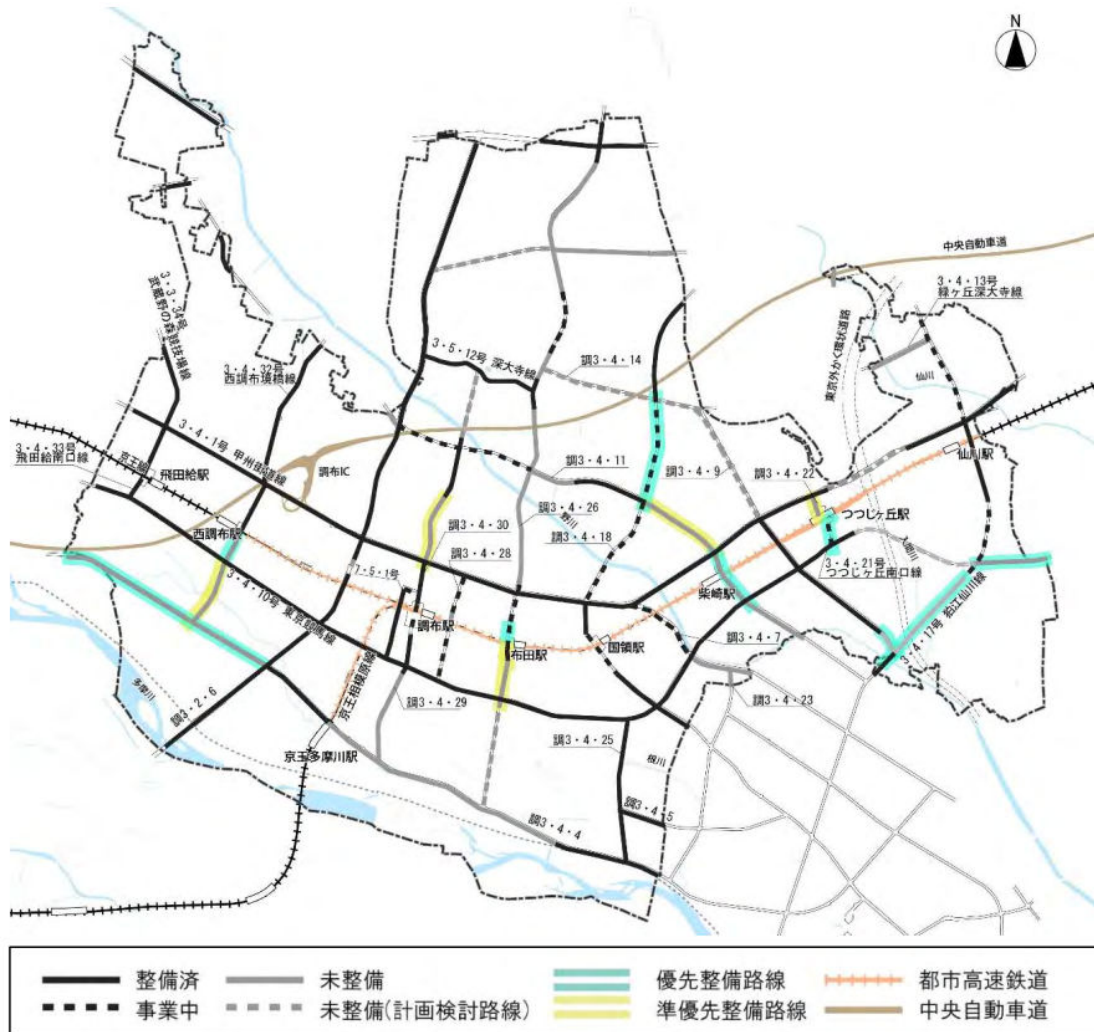 N
中央自動車道
3・4・13号
緑ヶ丘深大寺線
東京外かく環状道路
仙川
3・3・34号
武蔵野の森競技場線
3・4・32号
西調布境橋線
3・5・12号 深大寺線
調3・4・14
3・4・33号
飛田給南口線
京王線
飛田給駅
3・4・1号 甲州街道線
調布IC
調3・4・11
調3・4・9
調3・4・22
仙川駅
つつじヶ丘駅
西調布駅
調3・4・30
調3・4・26
野川
調3・4・28
調3・4・18
入間川
3・4・21号
つつじヶ丘南口線
柴崎駅
7・5・1号
3・4・10号 東京競馬線
調布駅
布田駅
国領駅
調3・4・7
3・4・17号 狛江仙川線
京王相模原線
多摩川
調3・2・6
調3・4・29
調3・4・23
京王多摩川駅
調3・4・25
根川
調3・4・5
調3・4・4
整備済
未整備
優先整備路線
都市高速鉄道
事業中
未整備(計画検討路線)
準優先整備路線
中央自動車道